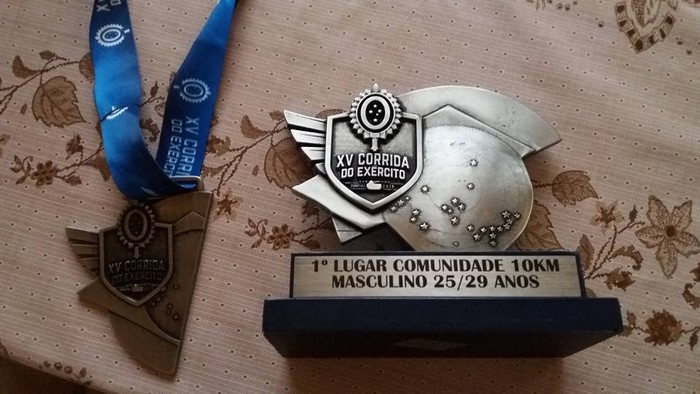 XV CORRIDA
DO EXÉRCITO
XV CORRIDA
DO EXÉRCITO
XV CORRIDA
DO EXÉRCITO
1º LUGAR COMUNIDADE 10KM
MASCULINO 25/29 ANOS